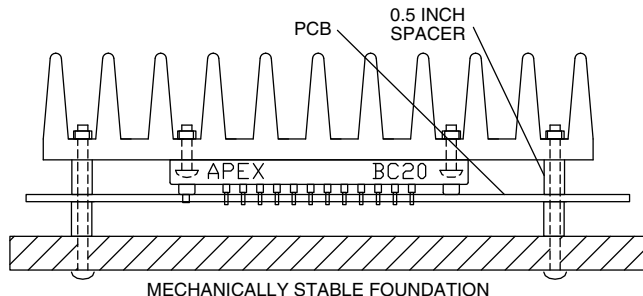 0.5 INCH
SPACER
PCB
APEX BC20
MECHANICALLY STABLE FOUNDATION